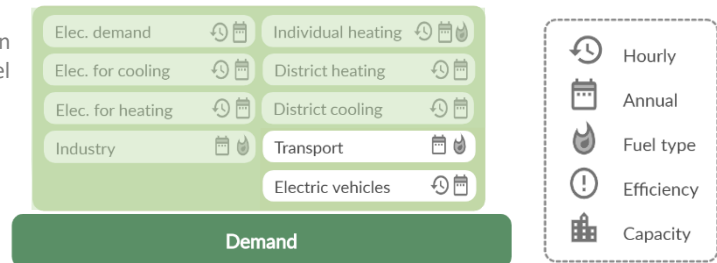 n
el
Elec. demand
Individual heating
Elec. for cooling
District heating
Elec. for heating
District cooling
Industry
Transport
Electric vehicles
Demand
Hourly
Annual
Fuel type
Efficiency
Capacity